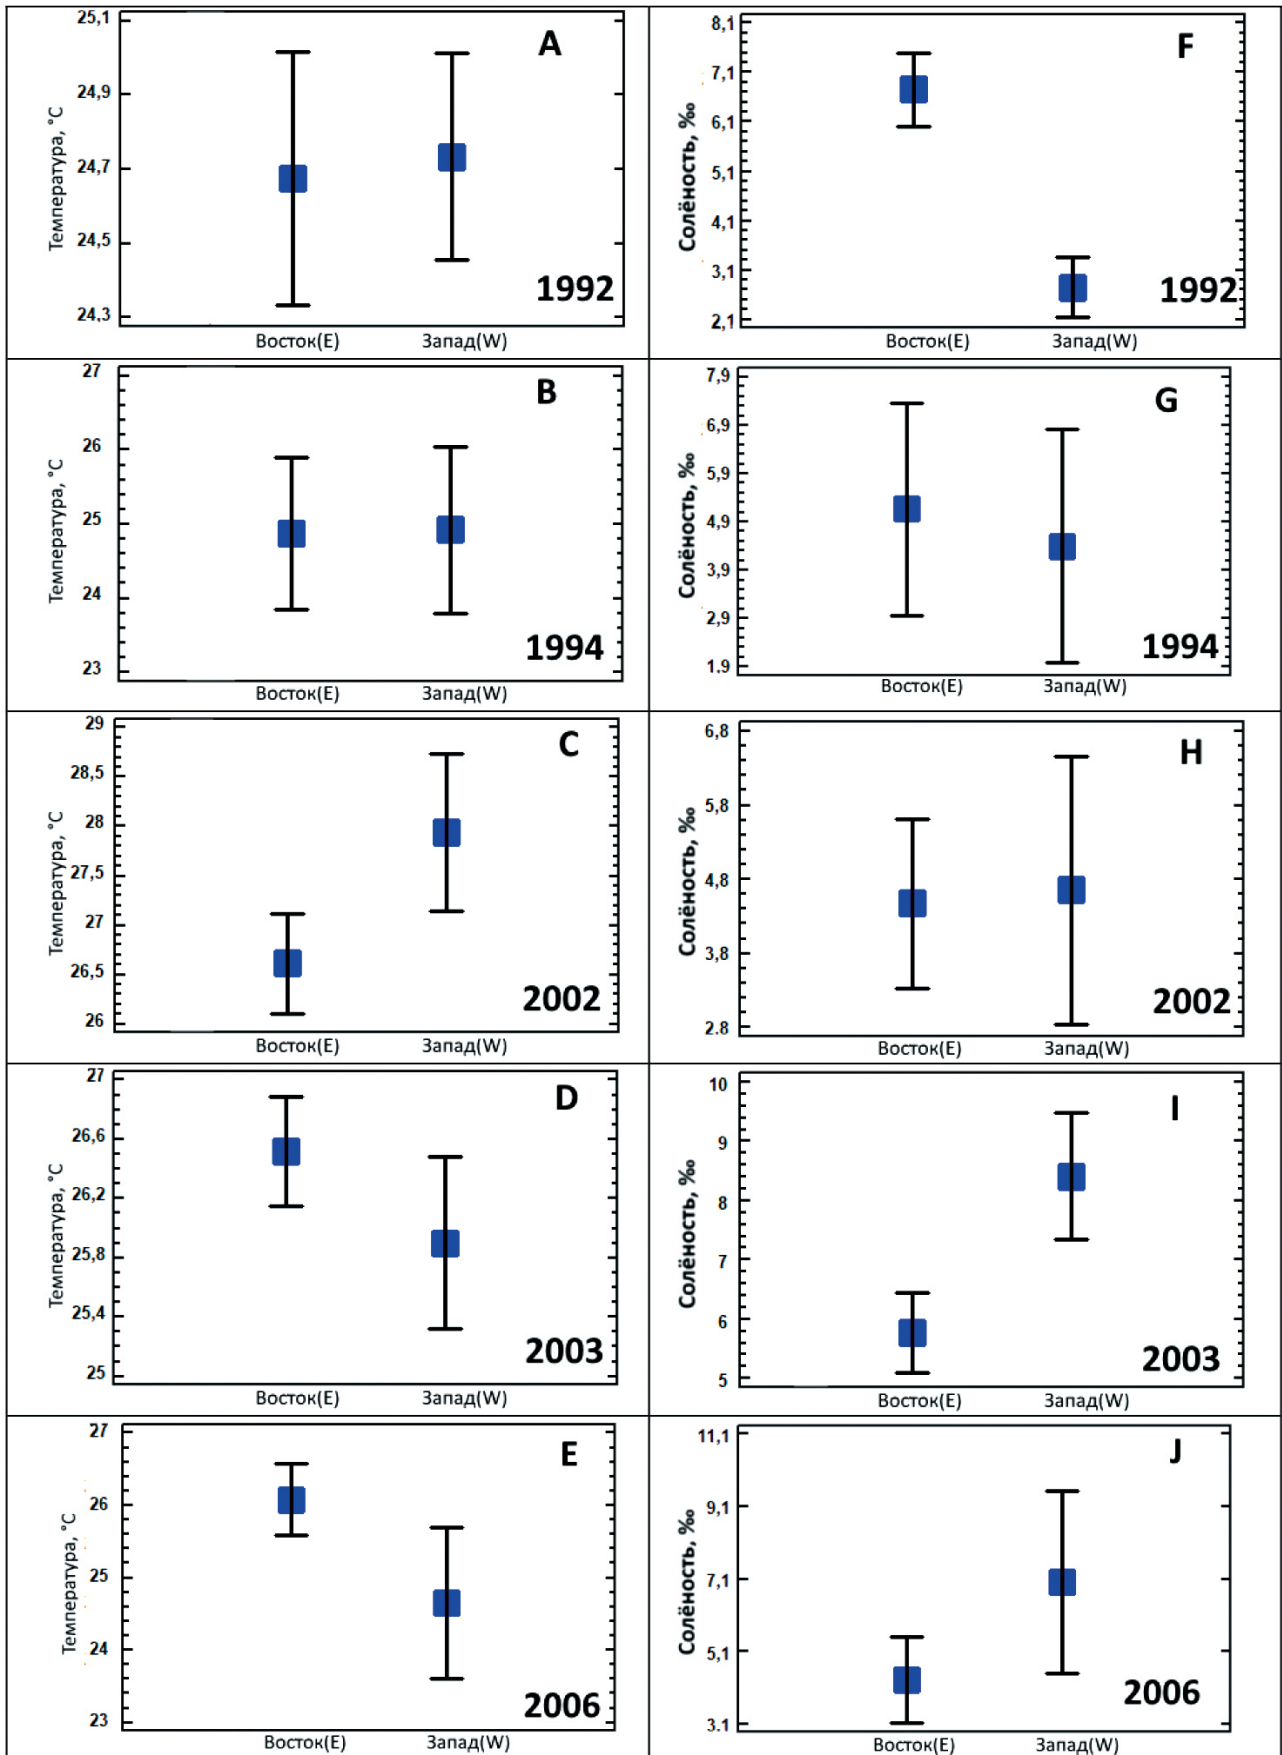 Температура, °C
25,1
24,9
24,7
24,5
24,3
A
1992
Восток(E) Запад(W)
Солёность, ‰
8,1
7,1
6,1
5,1
4,1
3,1
2,1
F
1992
Восток(E) Запад(W)
Температура, °C
27
26
25
24
23
B
1994
Восток(E) Запад(W)
Солёность, ‰
7,9
6,9
5,9
4,9
3,9
2,9
1.9
G
1994
Восток(E) Запад(W)
Температура, °C
29
28,5
28
27,5
27
26,5
26
C
2002
Восток(E) Запад(W)
Солёность, ‰
6,8
5,8
4,8
3,8
2.8
H
2002
Восток(E) Запад(W)
Температура, °C
27
26,6
26,2
25,8
25,4
25
D
2003
Восток(E) Запад(W)
Солёность, ‰
10
9
8
7
6
5
I
2003
Восток(E) Запад(W)
Температура, °C
27
26
25
24
23
E
2006
Восток(E) Запад(W)
Солёность, ‰
11,1
9,1
7,1
5,1
3.1
J
2006
Восток(E) Запад(W)